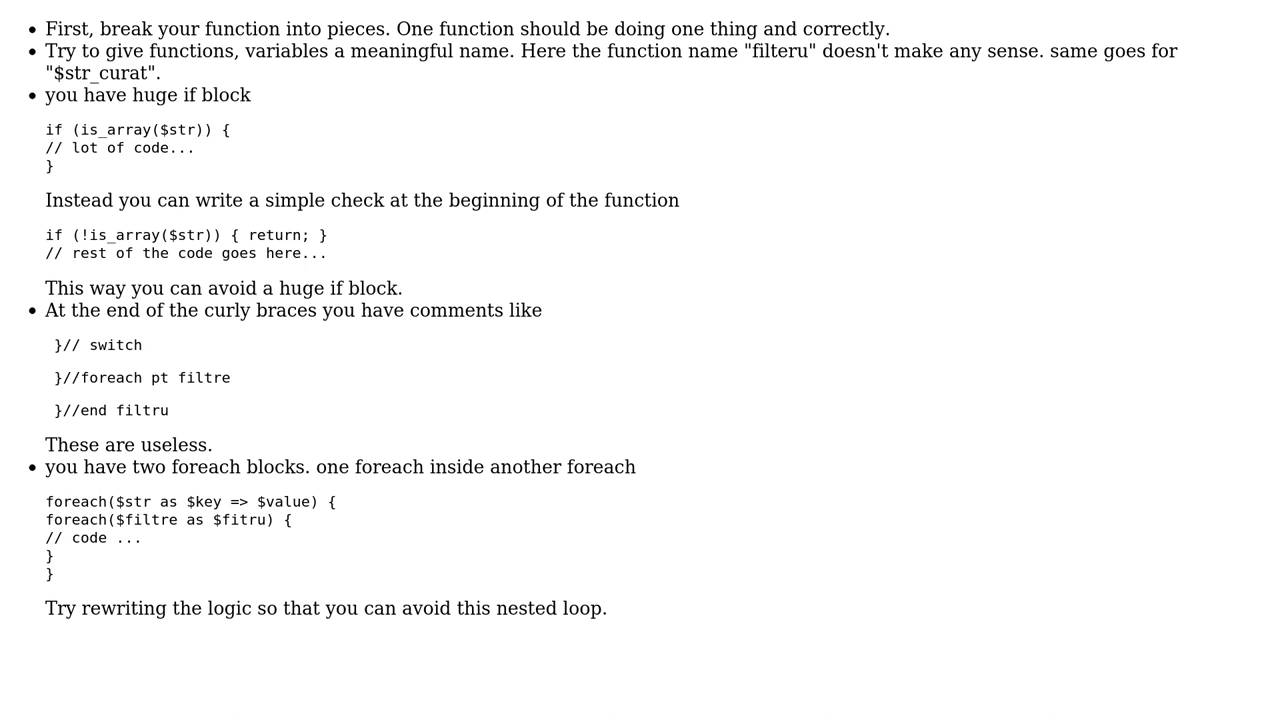 First, break your function into pieces. One function should be doing one thing and correctly.
Try to give functions, variables a meaningful name. Here the function name "filteru" doesn't make any sense. same goes for
"$str_curat".
you have huge if block
if (is_array($str)) {
// lot of code...
}
Instead you can write a simple check at the beginning of the function
if (!is_array($str)) { return; }
// rest of the code goes here...
This way you can avoid a huge if block.
At the end of the curly braces you have comments like
}// switch
}//foreach pt filtre
}//end filtru
These are useless.
you have two foreach blocks. one foreach inside another foreach
foreach($str as $key => $value) {
foreach($filtre as $fitru) {
// code ...
}
}
Try rewriting the logic so that you can avoid this nested loop.